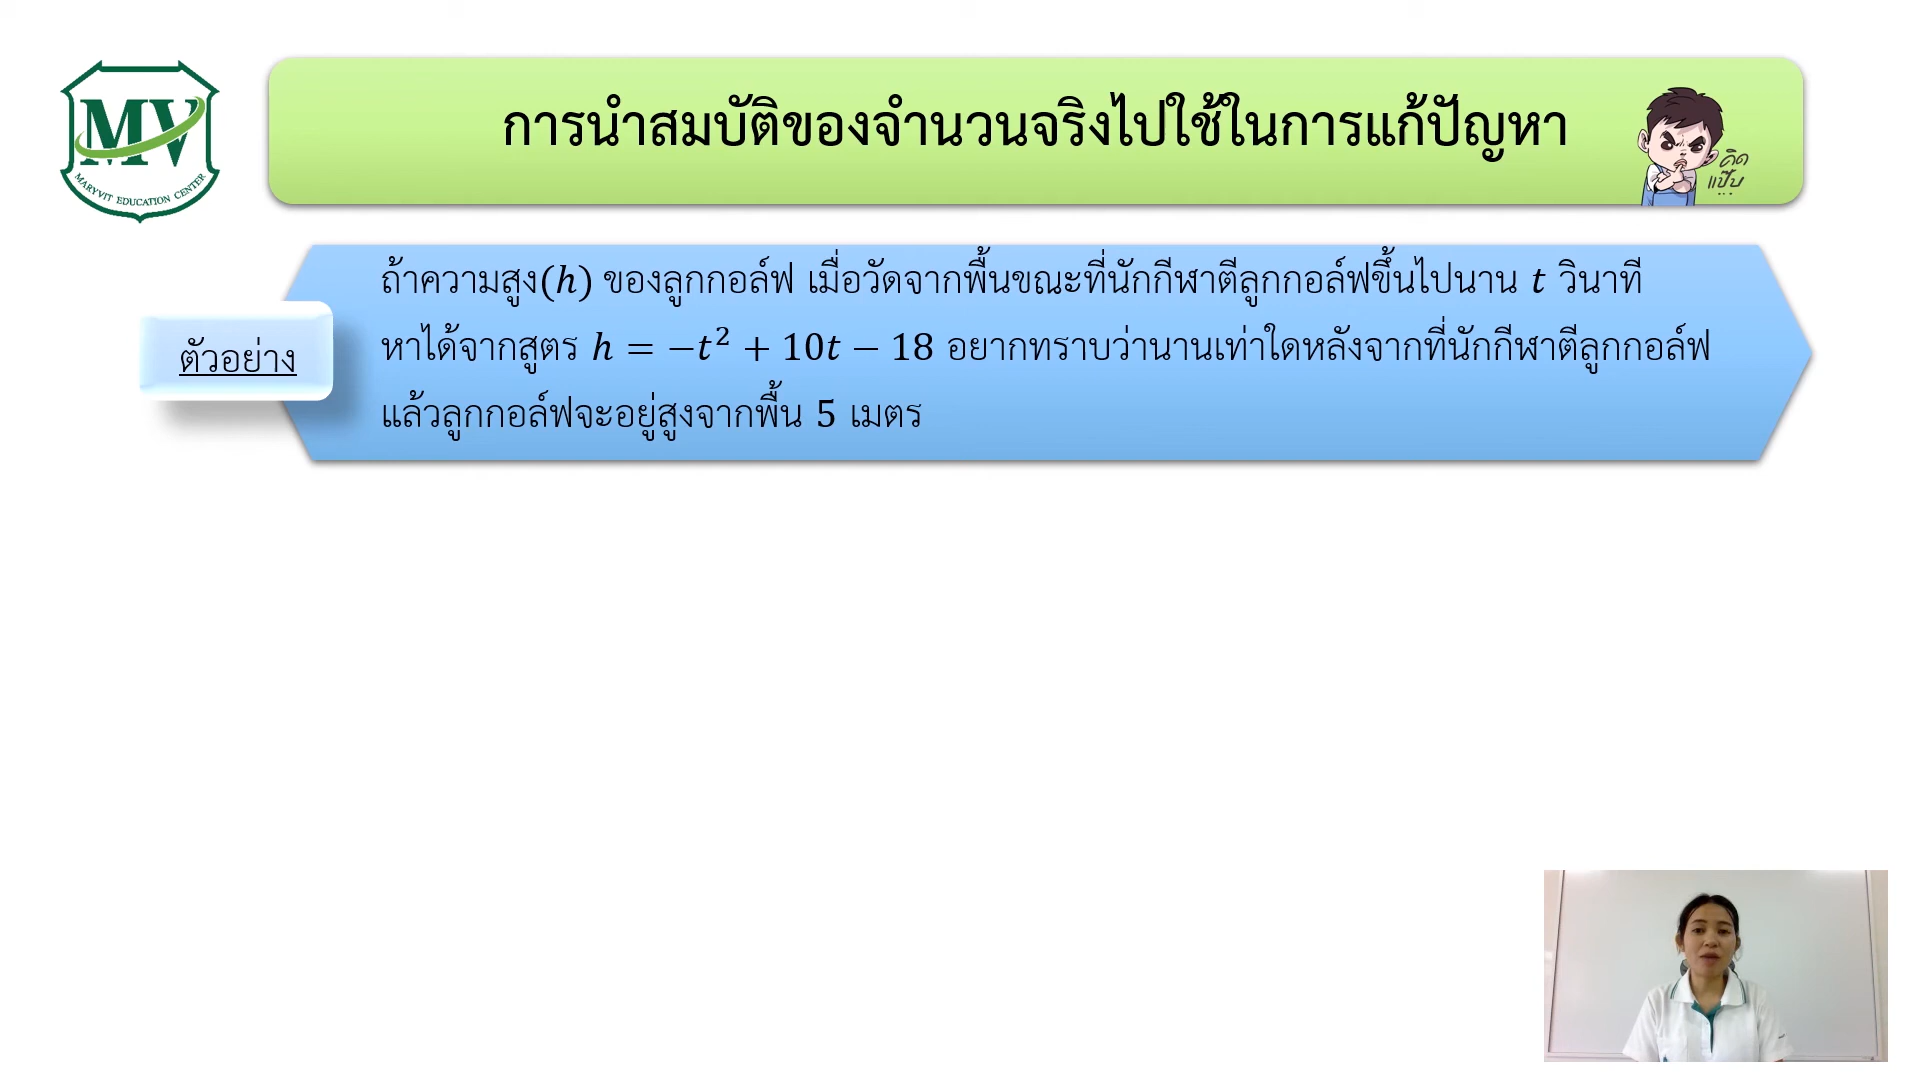 MV
MARYVIT EDUCATION CENTER
การนำสมบัติของจำนวนจริงไปใช้ในการแก้ปัญหา
คิด
แป๊บ
...
ตัวอย่าง
ถ้าความสูง(h) ของลูกกอล์ฟ เมื่อวัดจากพื้นขณะที่นักกีฬาตีลูกกอล์ฟขึ้นไปนาน t วินาที
หาได้จากสูตร h = −t² + 10t − 18 อยากทราบว่านานเท่าใดหลังจากที่นักกีฬาตีลูกกอล์ฟ
แล้วลูกกอล์ฟจะอยู่สูงจากพื้น 5 เมตร